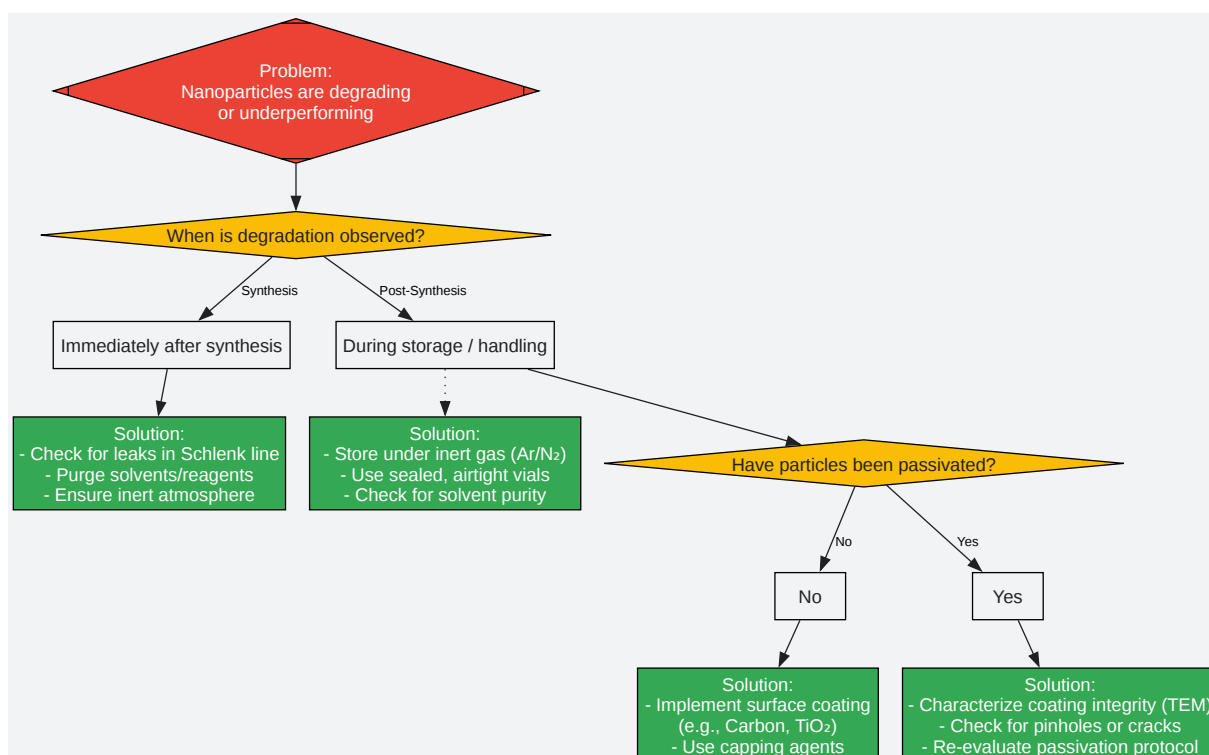 Problem:
Nanoparticles are degrading
or underperforming
When is degradation observed?
Synthesis
Post-Synthesis
Immediately after synthesis
During storage / handling
Solution:
- Check for leaks in Schlenk line
- Purge solvents/reagents
- Ensure inert atmosphere
Solution:
- Store under inert gas (Ar/N₂)
- Use sealed, airtight vials
- Check for solvent purity
Have particles been passivated?
No
Yes
No
Yes
Solution:
- Implement surface coating
(e.g., Carbon, TiO₂)
- Use capping agents
Solution:
- Characterize coating integrity (TEM)
- Check for pinholes or cracks
- Re-evaluate passivation protocol